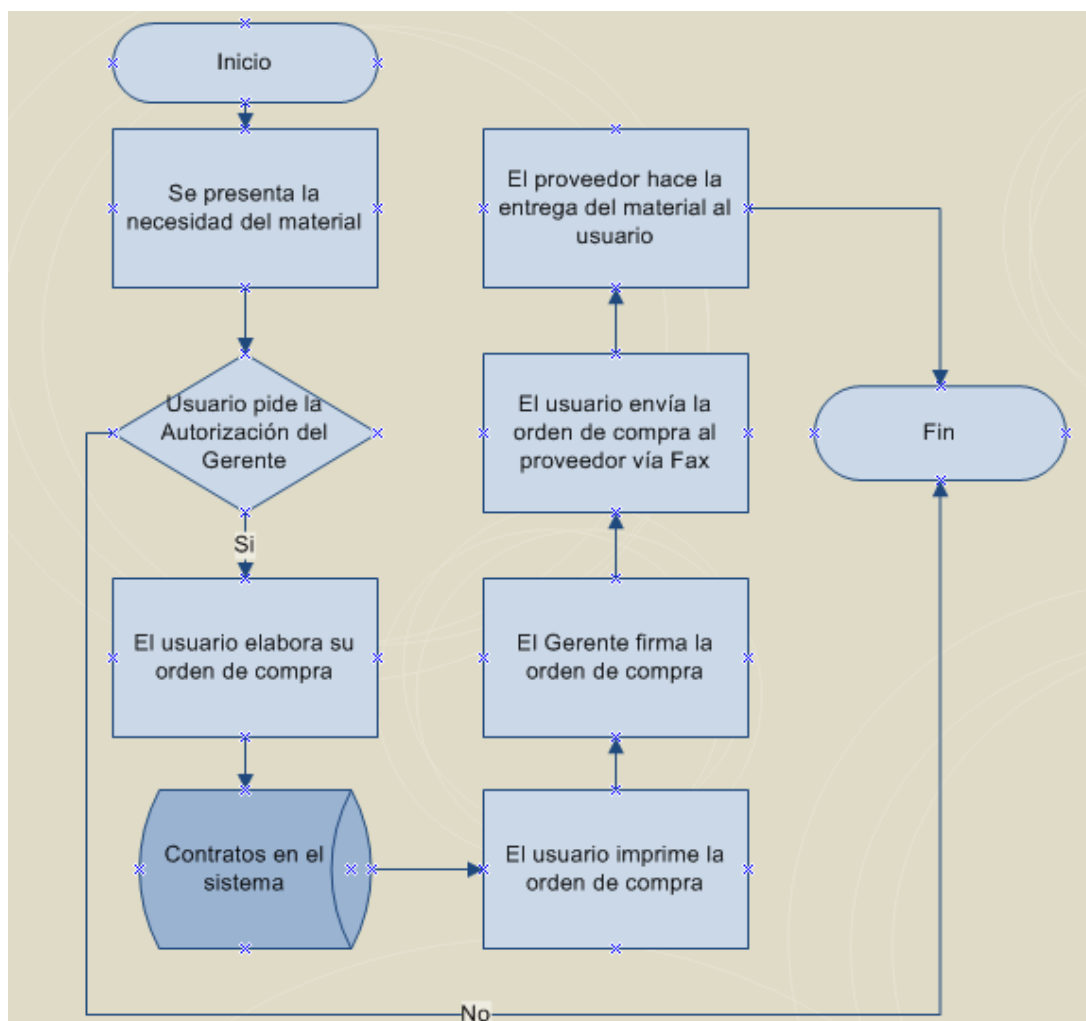 Inicio
Se presenta la
necesidad del material
Usuario pide la
Autorización del
Gerente
Si
El usuario elabora su
orden de compra
Contratos en el
sistema
El usuario imprime la
orden de compra
El Gerente firma la
orden de compra
El usuario envía la
orden de compra al
proveedor vía Fax
El proveedor hace la
entrega del material al
usuario
Fin
No